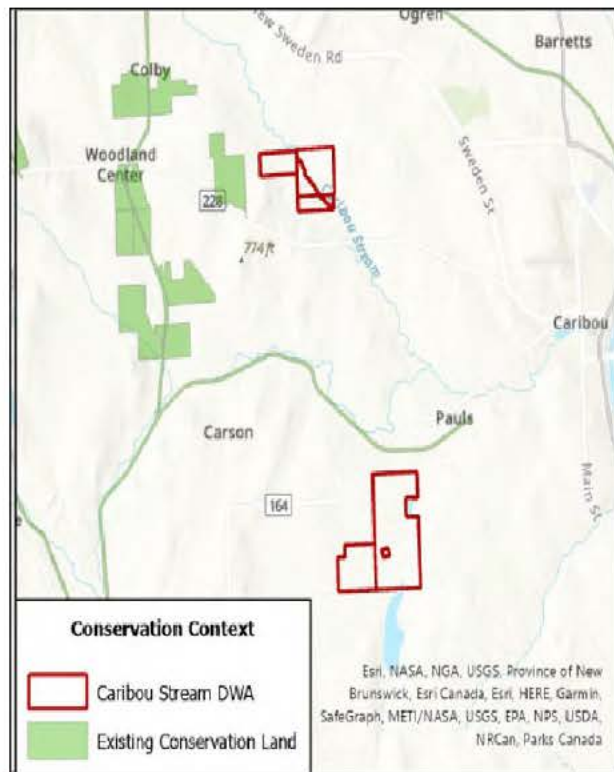 Ogren
New Sweden Rd
Barretts
Colby
Sweden St
Woodland
Center
228
Caribou Stream
774 ft
Caribou
Pauls
Carson
164
Main St
e
Conservation Context
Caribou Stream DWA
Existing Conservation Land
Esri, NASA, NGA, USGS, Province of New
Brunswick, Esri Canada, Esri, HERE, Garmin,
SafeGraph, METI/NASA, USGS, EPA, NPS, USDA,
NRCan, Parks Canada